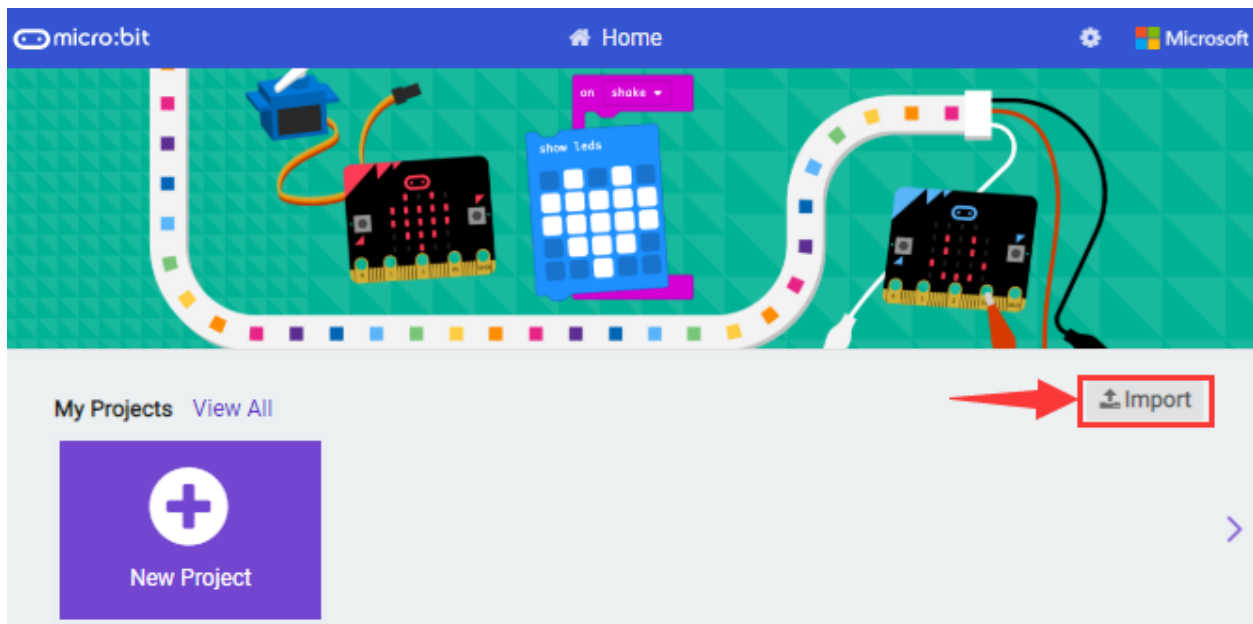 micro:bit
Home
Microsoft
on shake
show leds
My Projects View All
Import
New Project